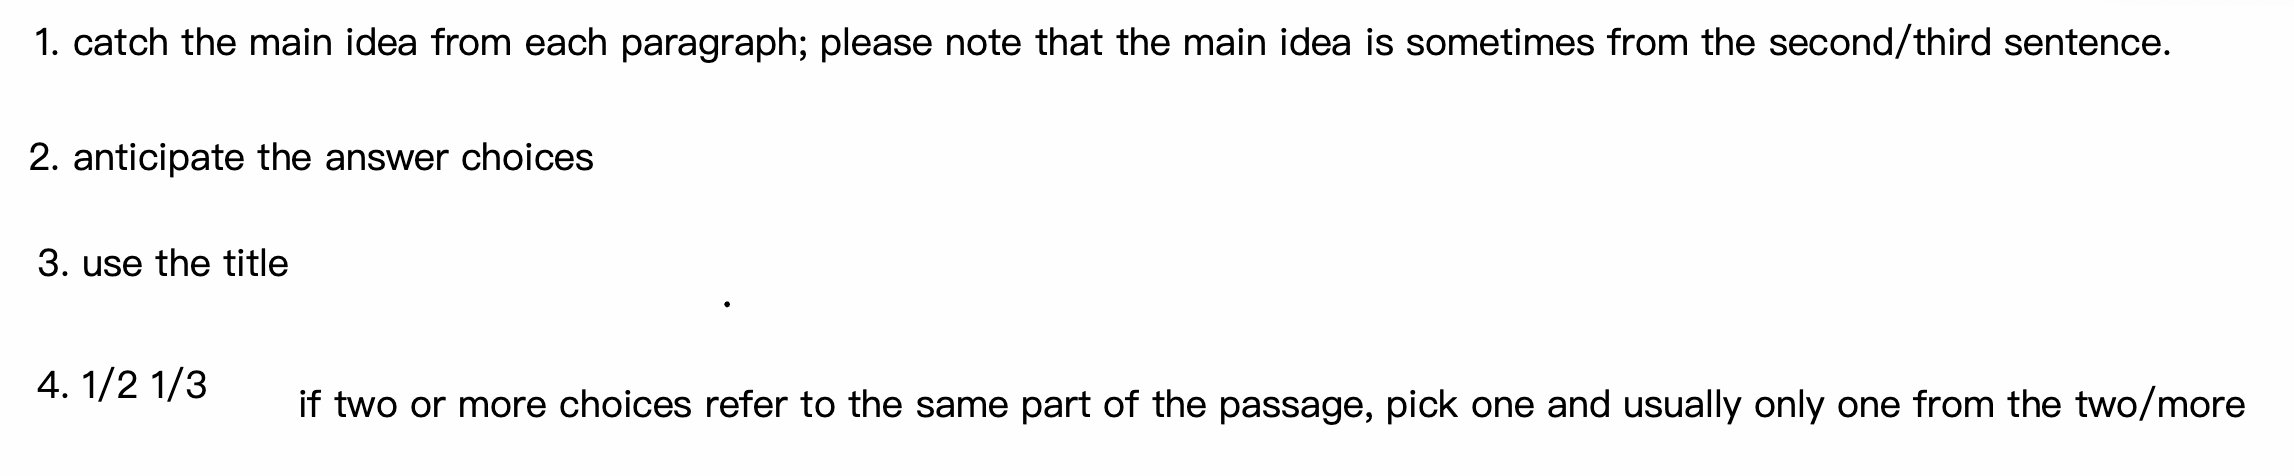 1. catch the main idea from each paragraph; please note that the main idea is sometimes from the second/third sentence.
2. anticipate the answer choices
3. use the title
4. 1/2 1/3 if two or more choices refer to the same part of the passage, pick one and usually only one from the two/more